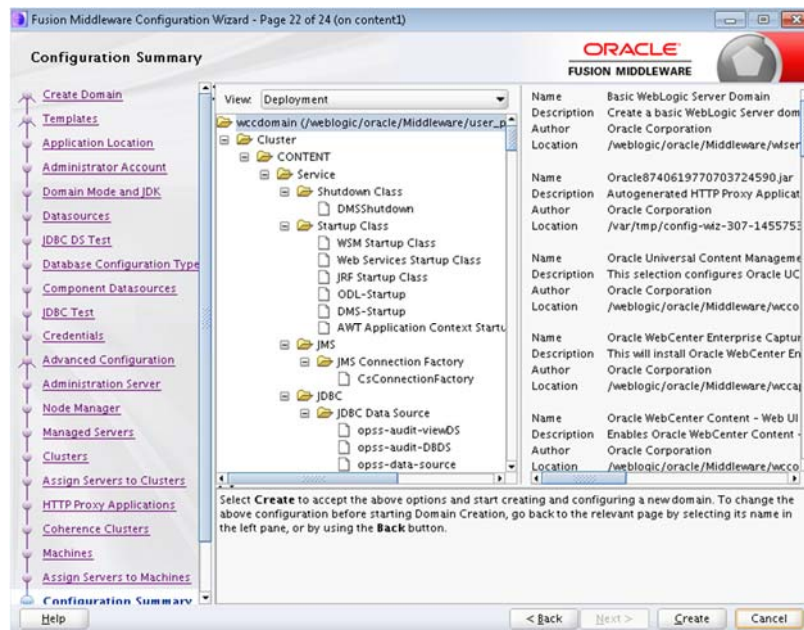 Fusion Middleware Configuration Wizard - Page 22 of 24 (on content1)
Configuration Summary
ORACLE
FUSION MIDDLEWARE
Create Domain
Templates
Application Location
Administrator Account
Domain Mode and JDK
Datasources
JDBC DS Test
Database Configuration Type
Component Datasources
JDBC Test
Credentials
Advanced Configuration
Administration Server
Node Manager
Managed Servers
Clusters
Assign Servers to Clusters
HTTP Proxy Applications
Coherence Clusters
Machines
Assign Servers to Machines
Configuration Summary
View: Deployment
wccdomain (/weblogic/oracle/Middleware/user_p
Cluster
CONTENT
Service
Shutdown Class
DMSShutdown
Startup Class
WSM Startup Class
Web Services Startup Class
JRF Startup Class
ODL-Startup
DMS-Startup
AWT Application Context Startu
JMS
JMS Connection Factory
CsConnectionFactory
JDBC
JDBC Data Source
opss-audit-viewDS
opss-audit-DBDS
opss-data-source
Name Basic WebLogic Server Domain
Description Create a basic WebLogic Server dom
Author Oracle Corporation
Location /weblogic/oracle/Middleware/wlser
Name Oracle8740619770703724590.jar
Description Autogenerated HTTP Proxy Applicat
Author Oracle Corporation
Location /var/tmp/config-wiz-307-1455753
Name Oracle Universal Content Manageme
Description This selection configures Oracle UC
Author Oracle Corporation
Location /weblogic/oracle/Middleware/wcco
Name Oracle WebCenter Enterprise Captur
Description This will install Oracle WebCenter En
Author Oracle Corporation
Location /weblogic/oracle/Middleware/wccap
Name Oracle WebCenter Content - Web UI
Description Enables Oracle WebCenter Content -
Author Oracle Corporation
Location /weblogic/oracle/Middleware/wcco
Select Create to accept the above options and start creating and configuring a new domain. To change the
above configuration before starting Domain Creation, go back to the relevant page by selecting its name in
the left pane, or by using the Back button.
Help
< Back
Next >
Create
Cancel